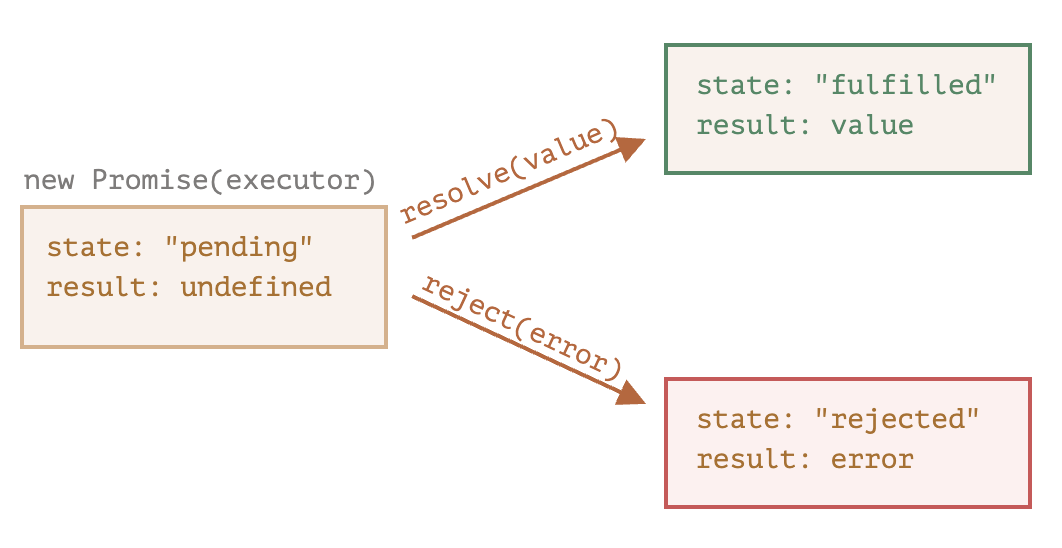 new Promise(executor)
state: "pending"
result: undefined
resolve(value)
reject(error)
state: "fulfilled"
result: value
state: "rejected"
result: error